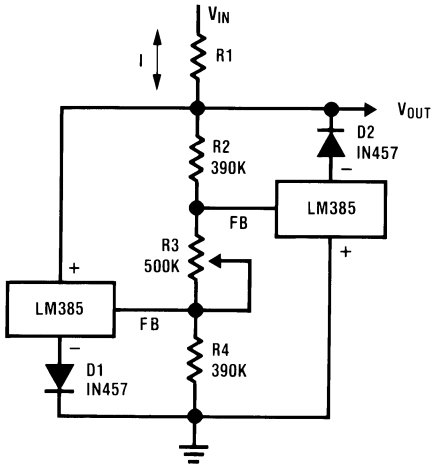 VIN
I
R1
VOUT
D2
IN457
R2
390K
−
LM385
FB
+
R3
500K
+
LM385
FB
−
R4
390K
D1
IN457